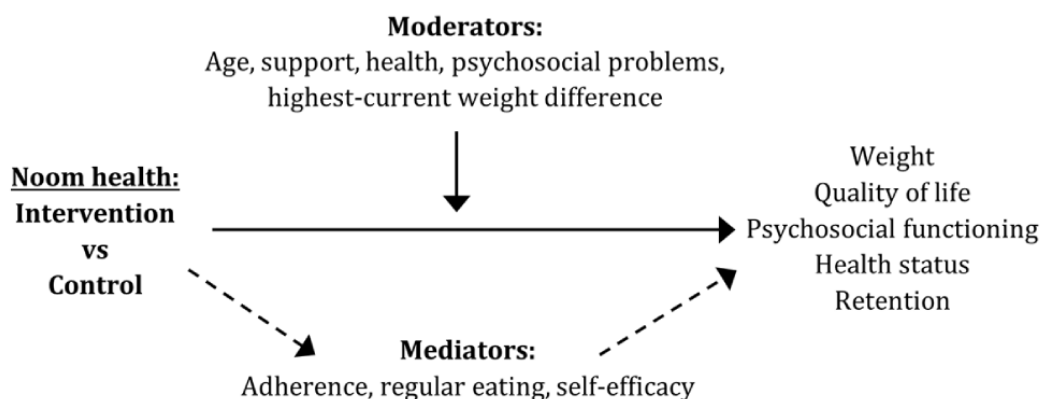 Moderators:
Age, support, health, psychosocial problems,
highest-current weight difference
Noom health:
Intervention
vs
Control
Weight
Quality of life
Psychosocial functioning
Health status
Retention
Mediators:
Adherence, regular eating, self-efficacy